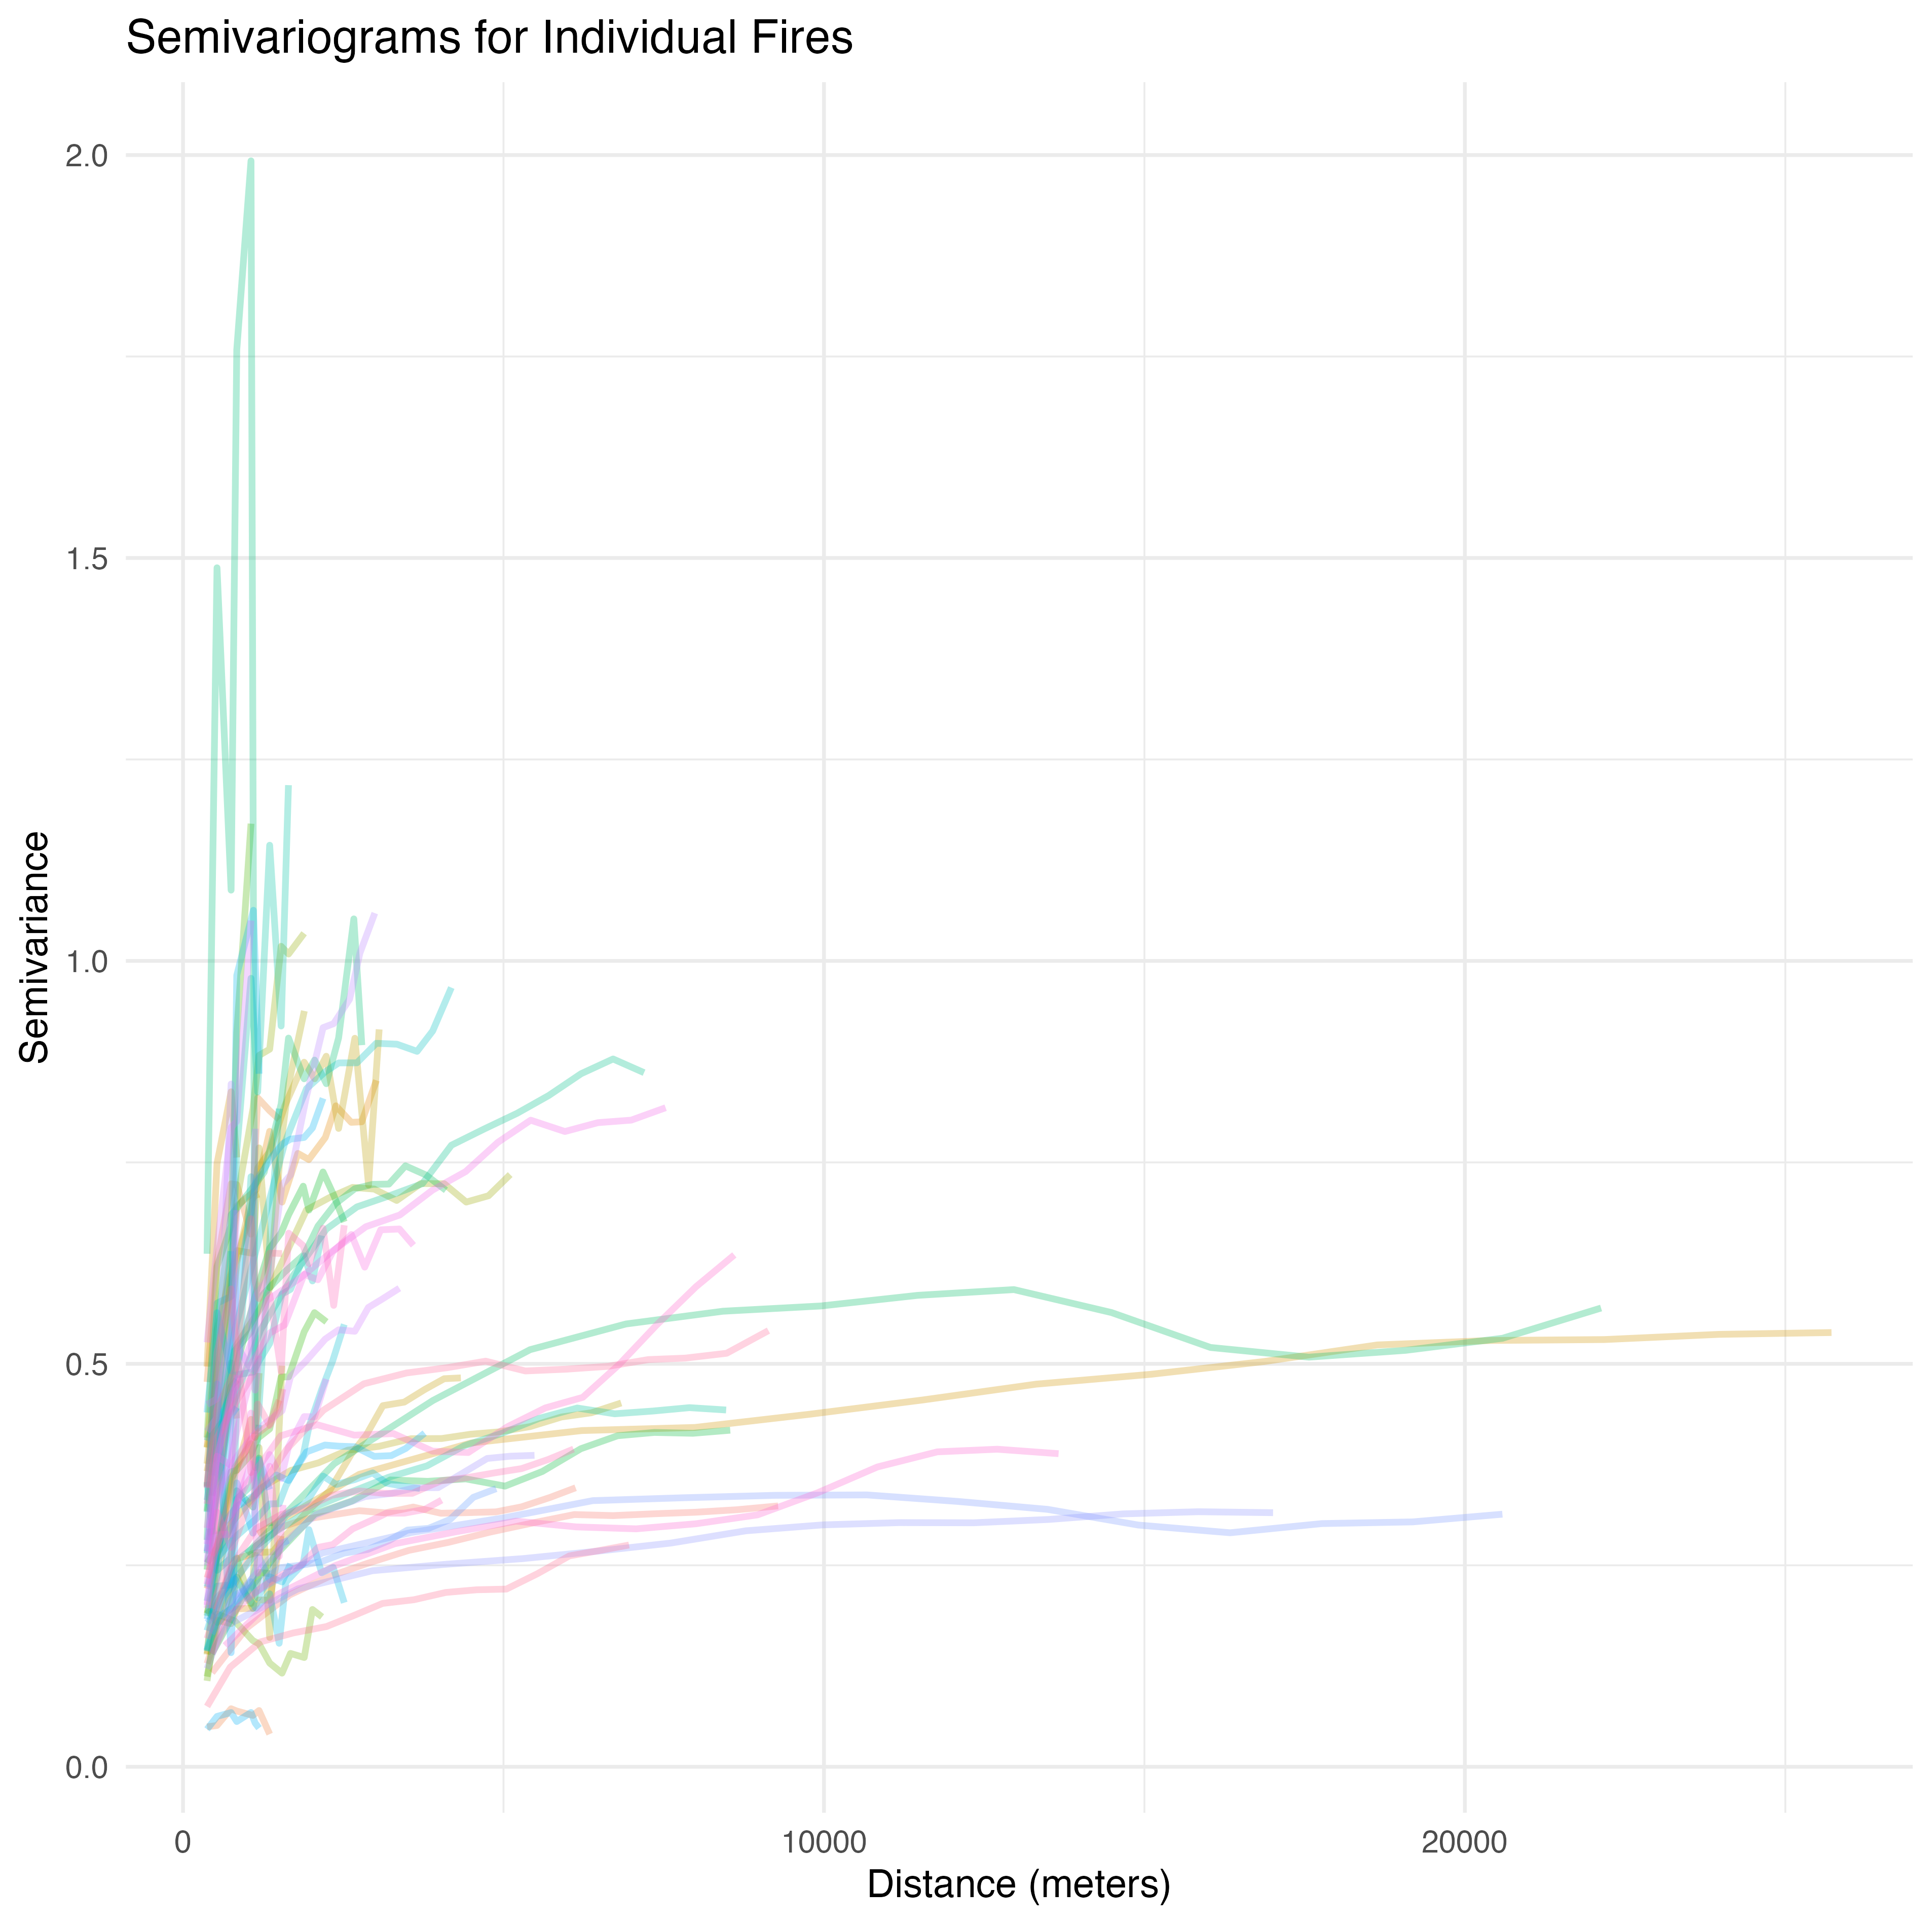 Semivariograms for Individual Fires
2.0
1.5
1.0
0.5
0.0
Semivariance
0
10000
20000
Distance (meters)